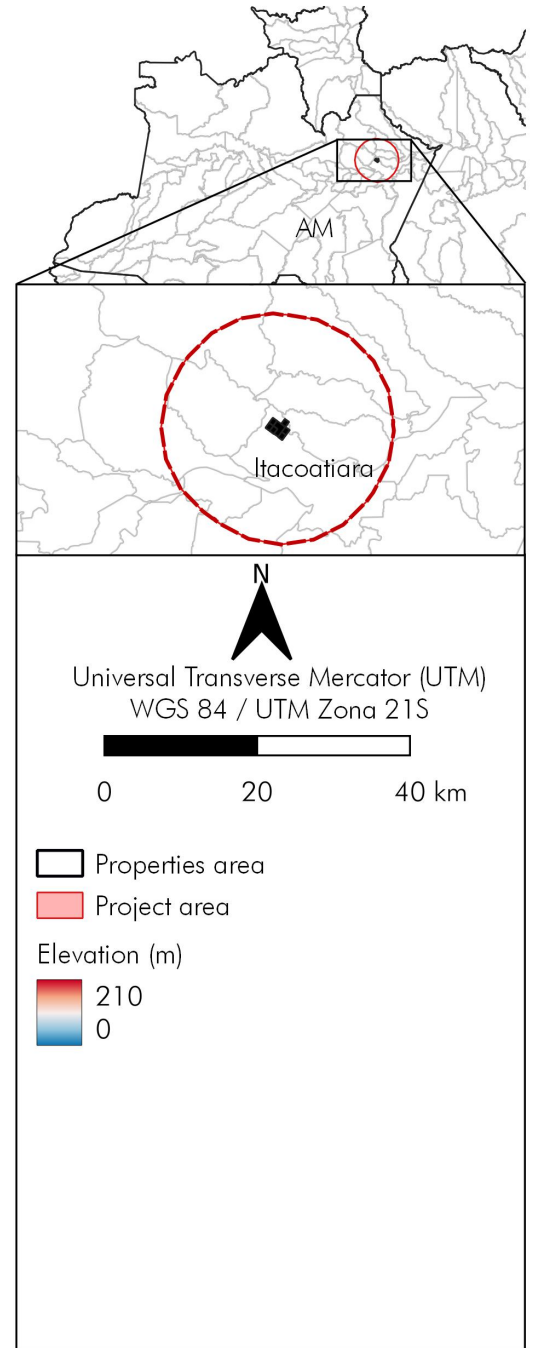 AM
Itacoatiara
N
Universal Transverse Mercator (UTM)
WGS 84 / UTM Zona 21S
0 20 40 km
Properties area
Project area
Elevation (m)
210
0